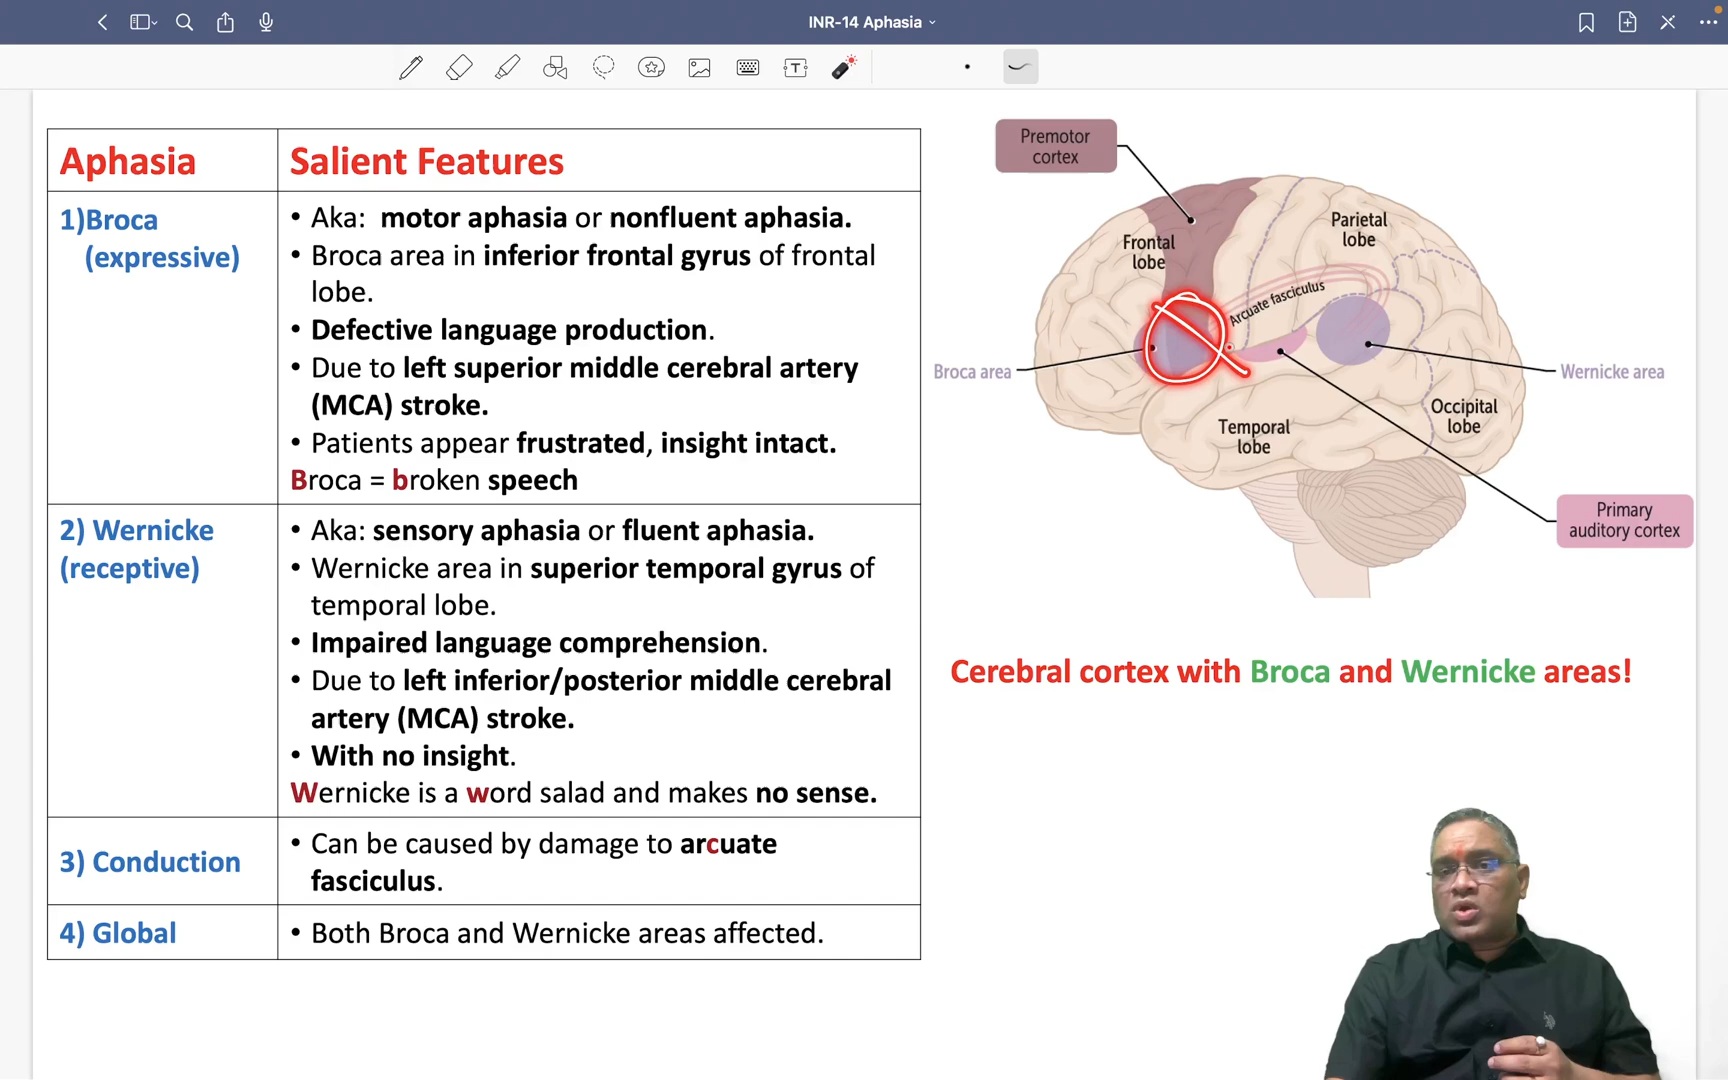 INR-14 Aphasia
Aphasia
Salient Features
1)Broca
(expressive)
• Aka: motor aphasia or nonfluent aphasia.
• Broca area in inferior frontal gyrus of frontal
lobe.
• Defective language production.
• Due to left superior middle cerebral artery
(MCA) stroke.
• Patients appear frustrated, insight intact.
Broca = broken speech
2) Wernicke
(receptive)
• Aka: sensory aphasia or fluent aphasia.
• Wernicke area in superior temporal gyrus of
temporal lobe.
• Impaired language comprehension.
• Due to left inferior/posterior middle cerebral
artery (MCA) stroke.
• With no insight.
Wernicke is a word salad and makes no sense.
3) Conduction
• Can be caused by damage to arcuate
fasciculus.
4) Global
• Both Broca and Wernicke areas affected.
Premotor
cortex
Frontal
lobe
Parietal
lobe
Arcuate fasciculus
Broca area
Wernicke area
Temporal
lobe
Occipital
lobe
Primary
auditory cortex
Cerebral cortex with Broca and Wernicke areas!